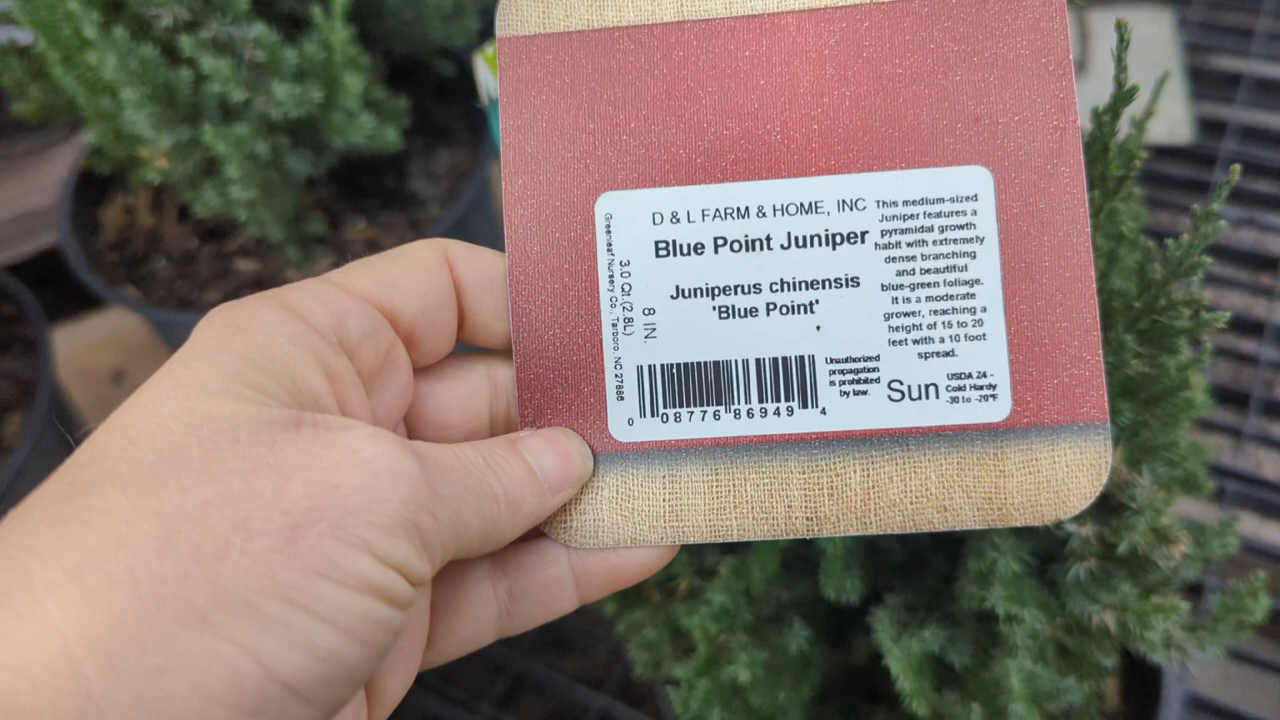 D & L FARM & HOME, INC
Blue Point Juniper
Juniperus chinensis
'Blue Point'
This medium-sized
Juniper features a
pyramidal growth
habit with extremely
dense branching
and beautiful
blue-green foliage.
It is a moderate
grower, reaching a
height of 15 to 20
feet with a 10 foot
spread.
Greenleaf Nursery Co., Tarboro, NC 27886
3.0 Qt.(2.8L)
8 IN.
0 08776 86949 4
Unauthorized
propagation
is prohibited
by law.
Sun
USDA Z4 -
Cold Hardy
-30 to -20°F